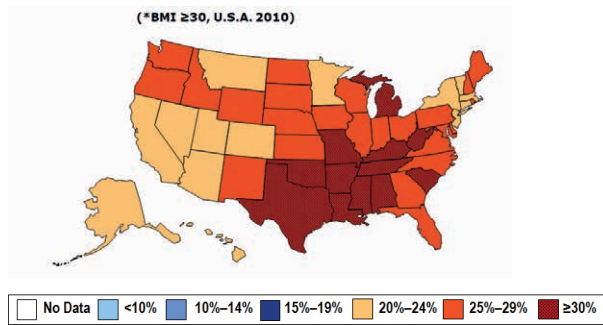 (*BMI ≥30, U.S.A. 2010)
No Data <10% 10%–14% 15%–19% 20%–24% 25%–29% ≥30%